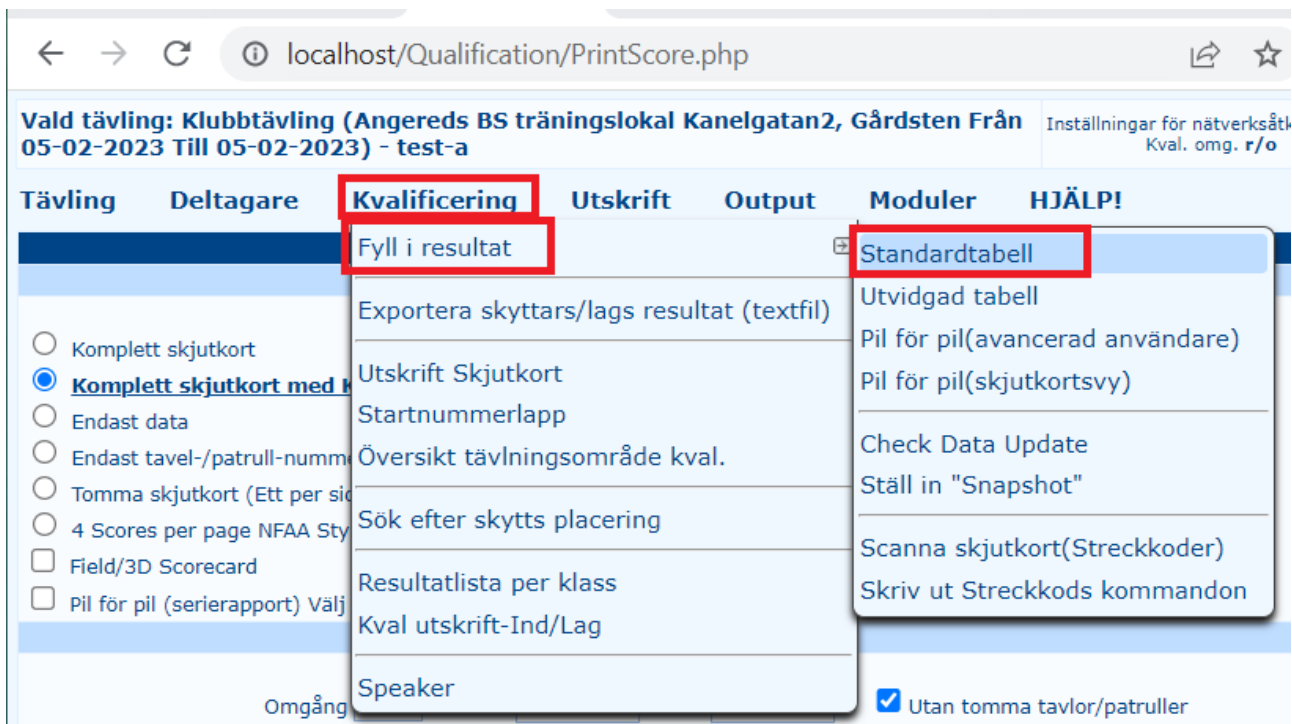 localhost/Qualification/PrintScore.php
Vald tävling: Klubbtävling (Angereds BS träningslokal Kanelgatan2, Gårdsten Från
05-02-2023 Till 05-02-2023) - test-a
Inställningar för nätverksåtk
Kval. omg. r/o
Tävling Deltagare Kvalificering Utskrift Output Moduler HJÄLP!
Fyll i resultat
Exportera skyttars/lags resultat (textfil)
Utskrift Skjutkort
Startnummerlapp
Översikt tävlningsområde kval.
Sök efter skytts placering
Resultatlista per klass
Kval utskrift-Ind/Lag
Speaker
Standardtabell
Utvidgad tabell
Pil för pil(avancerad användare)
Pil för pil(skjutkortsvy)
Check Data Update
Ställ in "Snapshot"
Scanna skjutkort(Streckkoder)
Skriv ut Streckkods kommandon
Komplett skjutkort
Komplett skjutkort med K
Endast data
Endast tavel-/patrull-numme
Tomma skjutkort (Ett per sid
4 Scores per page NFAA Sty
Field/3D Scorecard
Pil för pil (serierapport) Välj
Omgång
Utan tomma tavlor/patruller